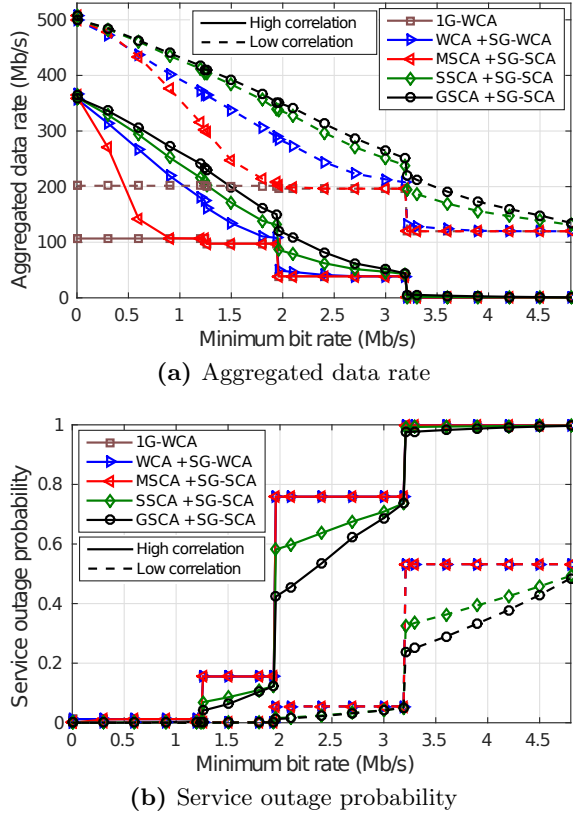 Aggregated data rate (Mb/s)
500
400
300
200
100
0
High correlation
Low correlation
1G-WCA
WCA +SG-WCA
MSCA +SG-SCA
SSCA +SG-SCA
GSCA +SG-SCA
0 0.5 1 1.5 2 2.5 3 3.5 4 4.5
Minimum bit rate (Mb/s)
(a) Aggregated data rate
Service outage probability
1
0.8
0.6
0.4
0.2
0
1G-WCA
WCA +SG-WCA
MSCA +SG-SCA
SSCA +SG-SCA
GSCA +SG-SCA
High correlation
Low correlation
0 0.5 1 1.5 2 2.5 3 3.5 4 4.5
Minimum bit rate (Mb/s)
(b) Service outage probability